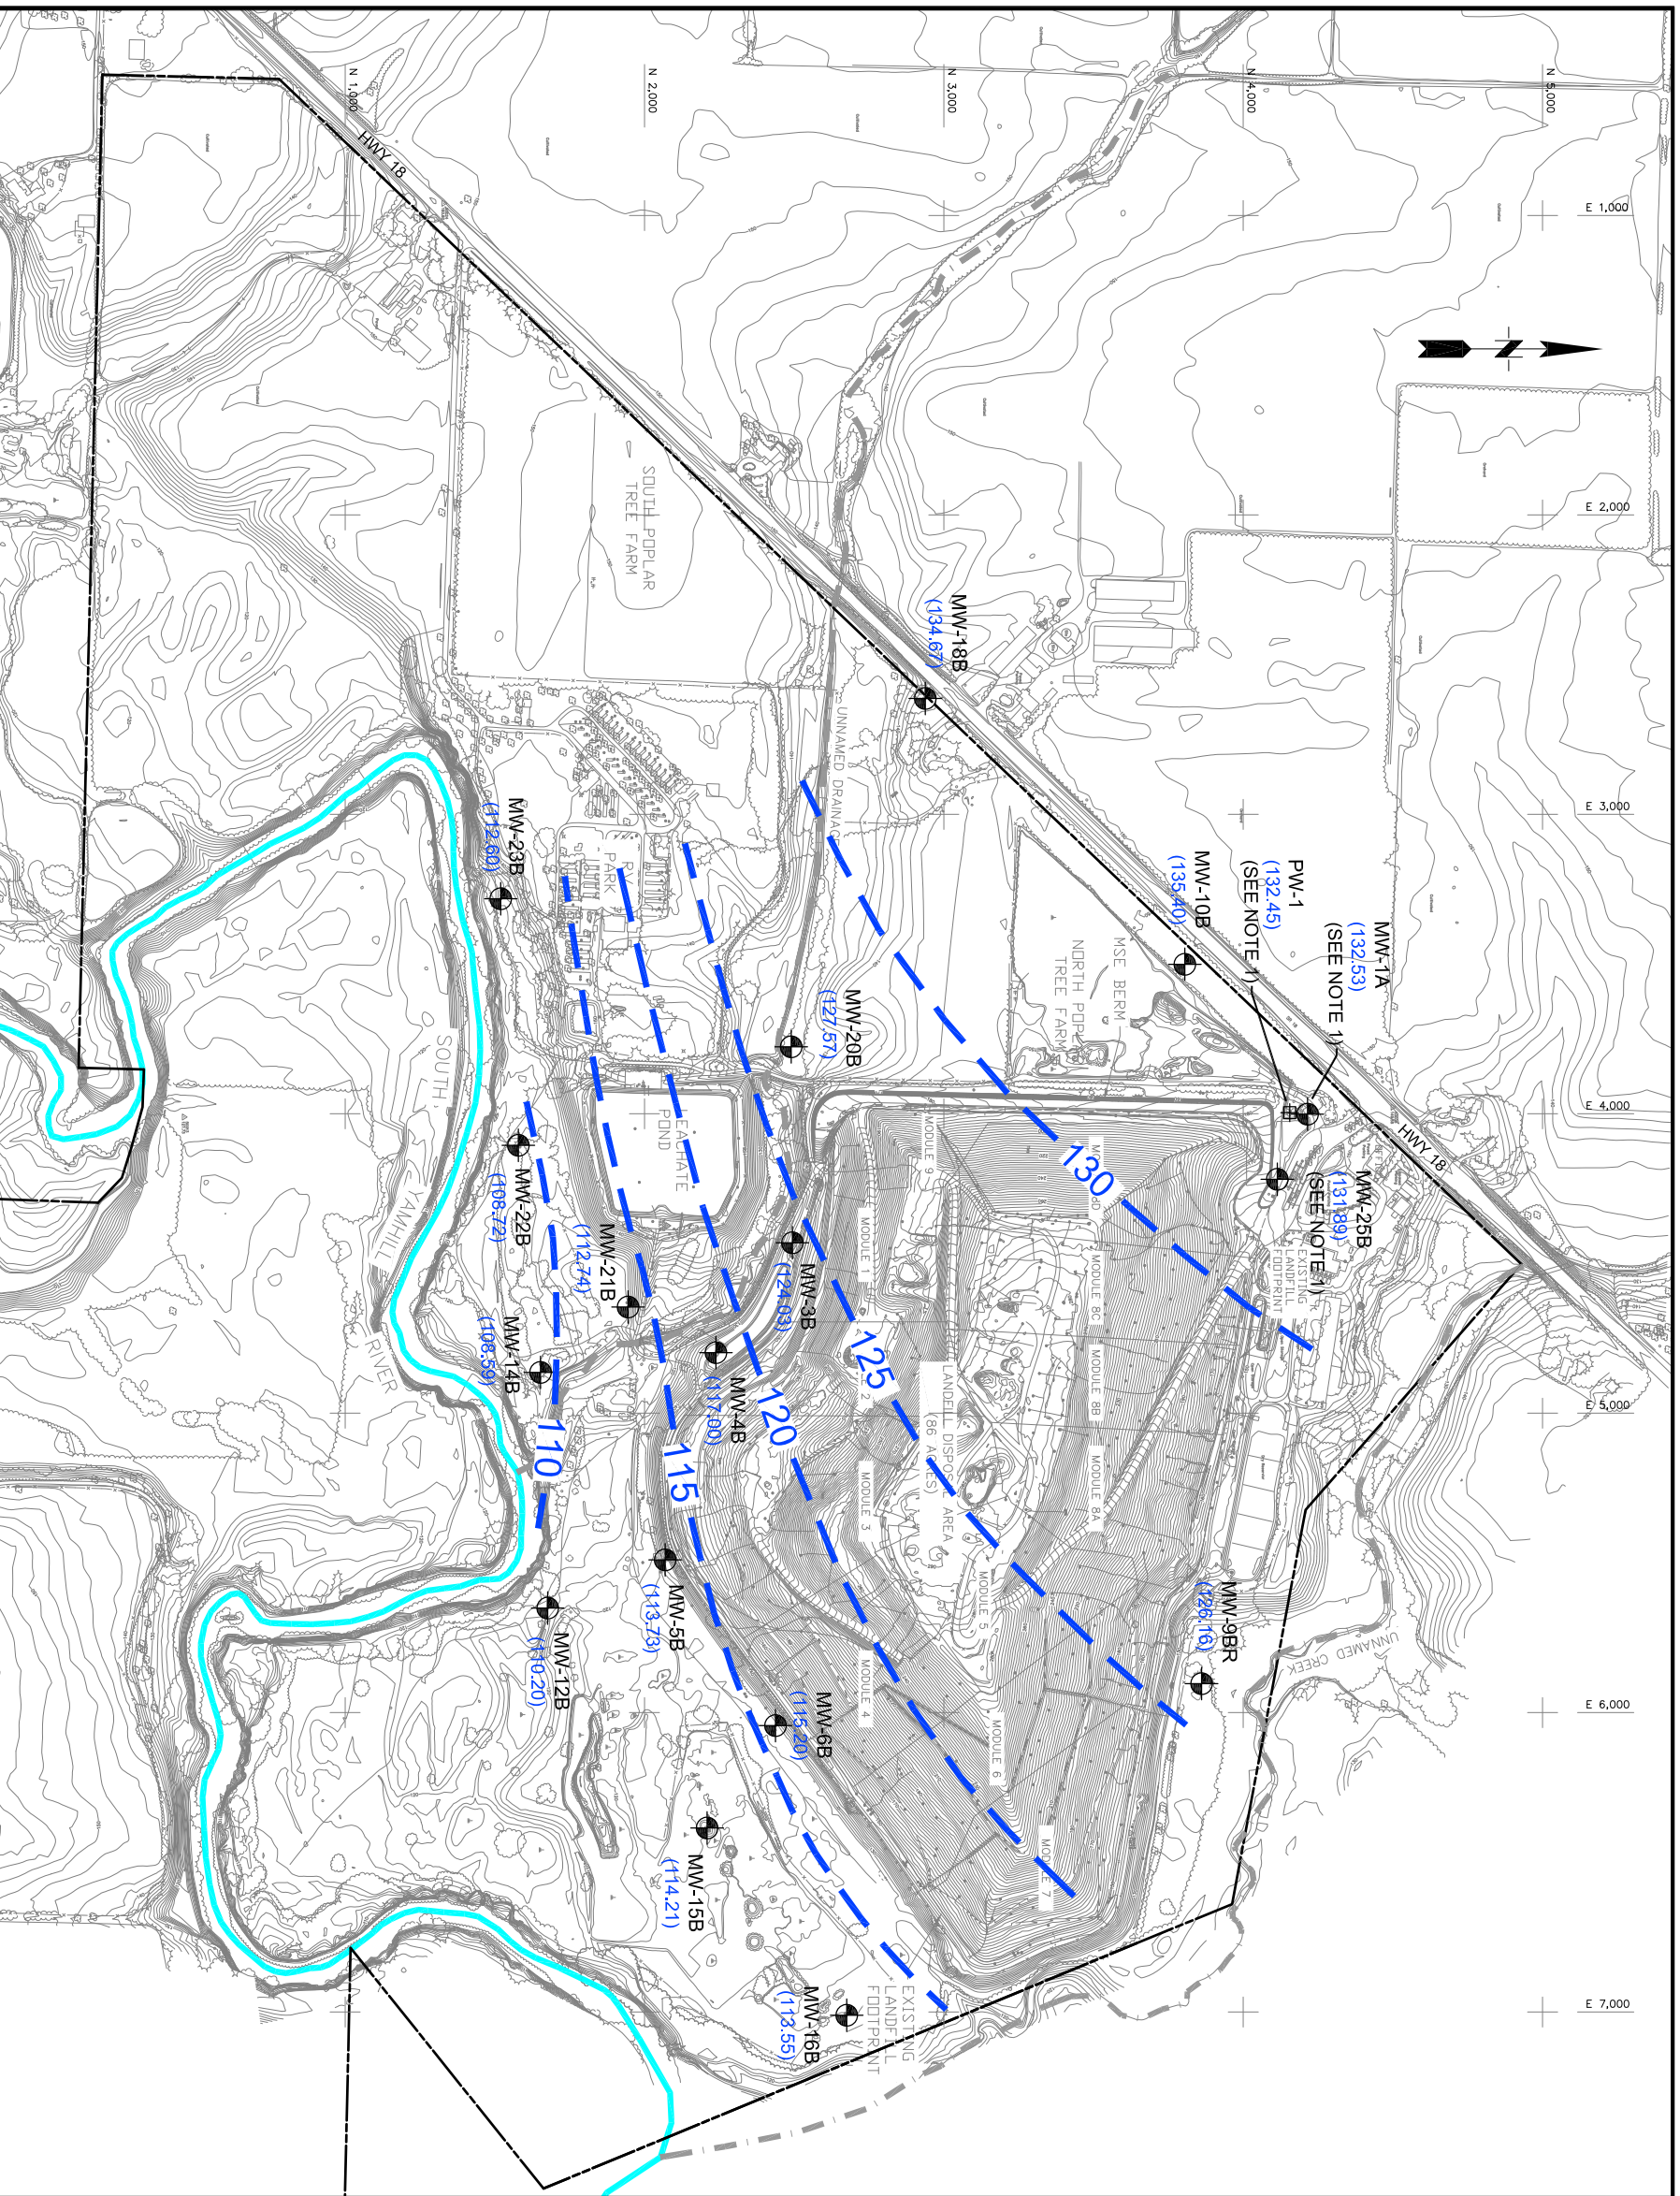 N 1,000
N 2,000
N 3,000
N 4,000
N 5,000
E 1,000
E 2,000
E 3,000
E 4,000
E 5,000
E 6,000
E 7,000
HWY 18
SOUTH POPLAR
TREE FARM
MW-18B
(134.67)
UNNAMED DRAINAG
MW-10B
(135.40)
PW-1
(132.45)
(SEE NOTE 1)
MW-1A
(132.53)
(SEE NOTE 1)
MSE BERM
NORTH POPL
TREE FARM
HWY 18
MW-25B
(131.89)
(SEE NOTE 1)
EXISTING
LANDFILL
FOOTPRINT
MW-23B
(112.60)
RV
PARK
MW-20B
(127.57)
LEACHATE
POND
MODULE 9
MODULE 1
130
MODULE 8C
MODULE 8B
MODULE 8A
SOUTH
YAMHILL
RIVER
MW-22B
(108.72)
MW-21B
(112.74)
MW-3B
(124.03)
MW-14B
(108.59)
MW-4B
(117.00)
125
120
115
110
LANDFILL DISPOSAL AREA
(86 ACRES)
MODULE 3
MODULE 5
MODULE 4
MODULE 6
MODULE 7
MW-9BR
(126.16)
UNNAMED CREEK
MW-5B
(113.73)
MW-12B
(110.20)
MW-6B
(115.20)
MW-15B
(114.21)
MW-16B
(113.55)
EXISTING
LANDFILL
FOOTPRINT